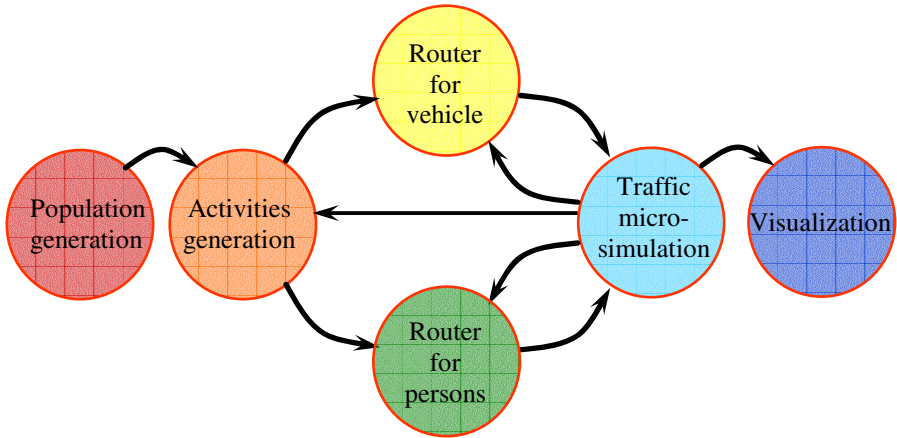 Population
generation
Activities
generation
Router
for
vehicle
Router
for
persons
Traffic
micro-
simulation
Visualization